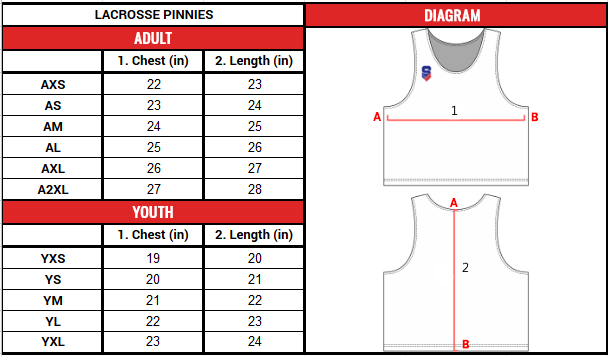 LACROSSE PINNIES
ADULT
1. Chest (in) 2. Length (in)
AXS 22 23
AS 23 24
AM 24 25
AL 25 26
AXL 26 27
A2XL 27 28
YOUTH
1. Chest (in) 2. Length (in)
YXS 19 20
YS 20 21
YM 21 22
YL 22 23
YXL 23 24
DIAGRAM
S
1
A B
A
2
B